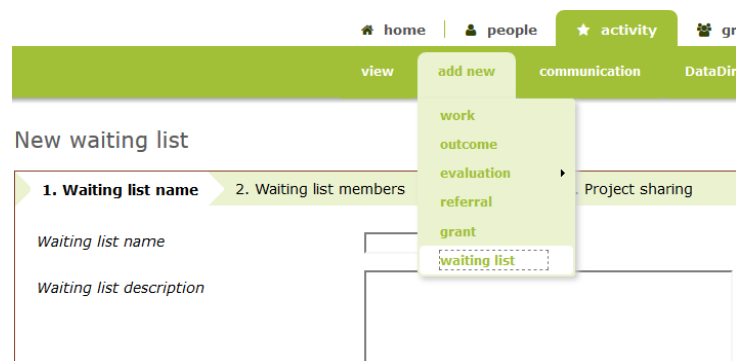 home people activity gr
view add new communication DataDir
work
outcome
evaluation
referral
grant
waiting list
New waiting list
1. Waiting list name 2. Waiting list members . Project sharing
Waiting list name
Waiting list description